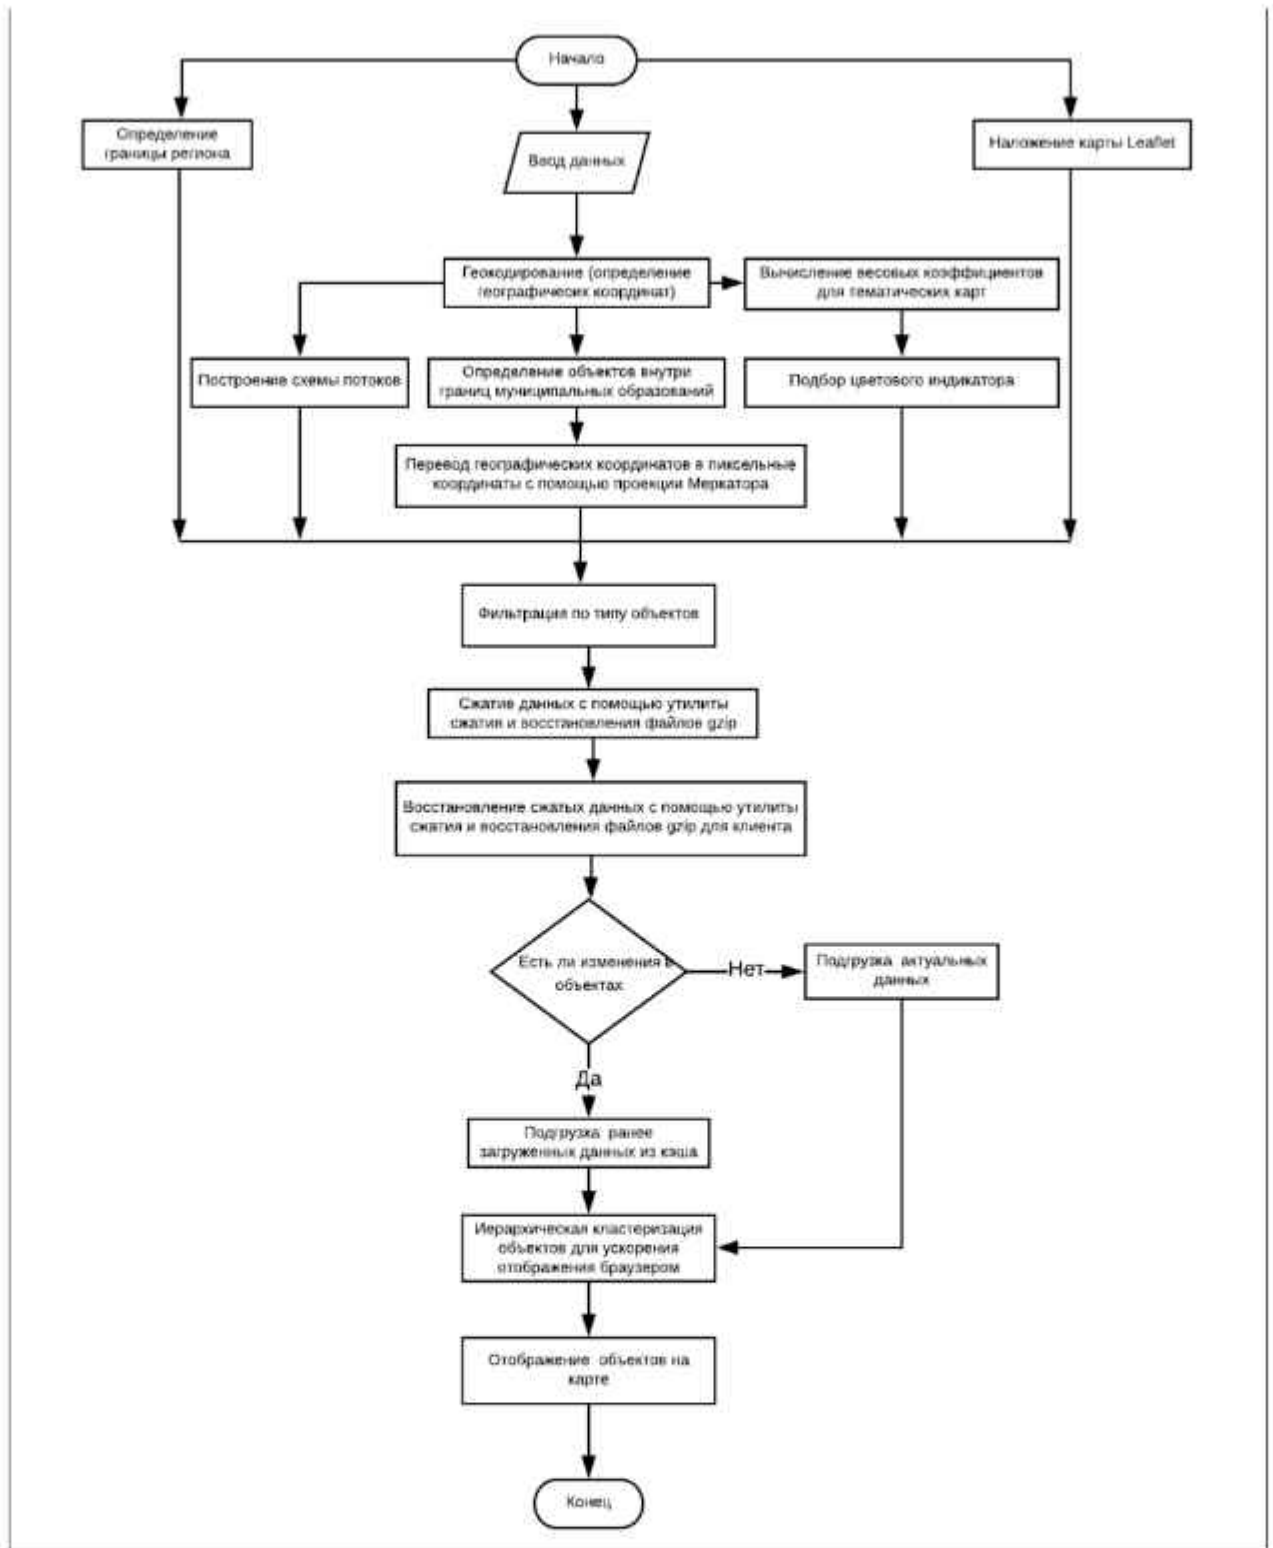 Начало
Определение
границы региона
Ввод данных
Наложение карты Leaflet
Геокодирование (определение
географичесих координат)
Вычисление весовых коэффициентов
для тематических карт
Построение схемы потоков
Определение объектов внутри
границ муниципальных образований
Подбор цветового индикатора
Перевод географических координатов в пиксельные
координаты с помощью проекции Меркатора
Фильтрация по типу объектов
Сжатие данных с помощью утилиты
сжатия и восстановления файлов gzip
Восстановление сжатых данных с помощью утилиты
сжатия и восстановления файлов gzip для клиента
Есть ли изменения в
объектах
Нет
Подгрузка актуальных
данных
Да
Подгрузка ранее
загруженных данных из кэша
Иерархическая кластеризация
объектов для ускорения
отображения браузером
Отображение объектов на
карте
Конец